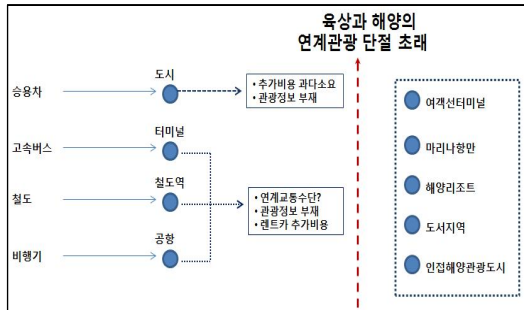 육상과 해양의
연계관광 단절 초래
승용차
도시
• 추가비용 과다소요
• 관광정보 부재
고속버스
터미널
철도
철도역
• 연계교통수단?
• 관광정보 부재
• 렌트카 추가비용
비행기
공항
여객선터미널
마리나항만
해양리조트
도서지역
인접해양관광도시